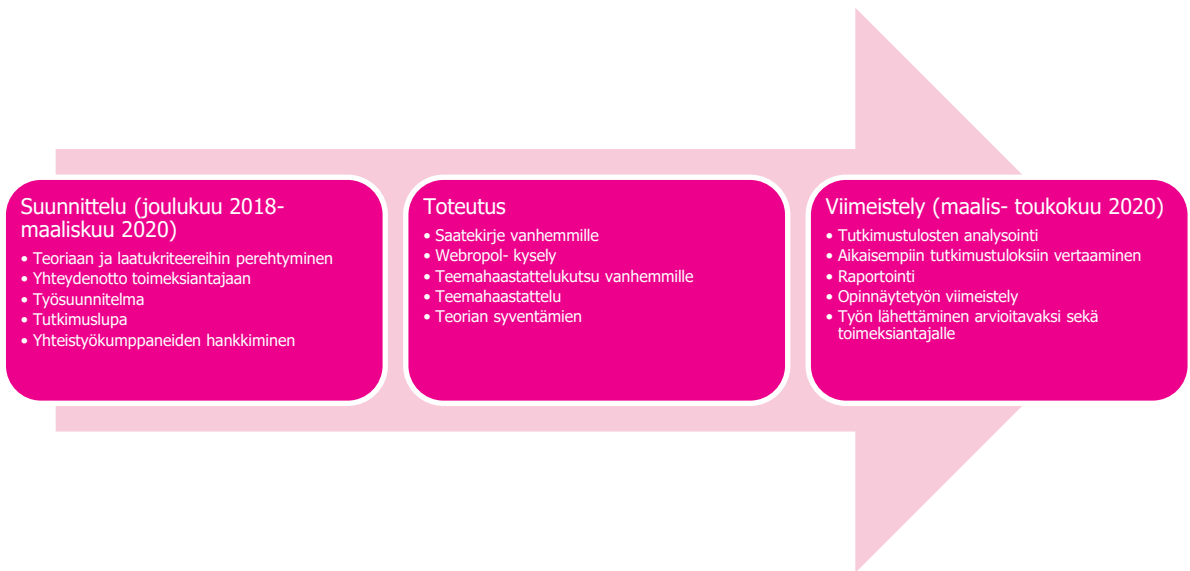 Suunnittelu (joulukuu 2018-
maaliskuu 2020)
• Teoriaan ja laatukriteereihin perehtyminen
• Yhteydenotto toimeksiantajaan
• Työsuunnitelma
• Tutkimuslupa
• Yhteistyökumppaneiden hankkiminen
Toteutus
• Saatekirje vanhemmille
• Webropol- kysely
• Teemahaastattelukutsu vanhemmille
• Teemahaastattelu
• Teorian syventämien
Viimeistely (maalis- toukokuu 2020)
• Tutkimustulosten analysointi
• Aikaisempiin tutkimustuloksiin vertaaminen
• Raportointi
• Opinnäytetyön viimeistely
• Työn lähettäminen arvioitavaksi sekä
toimeksiantajalle